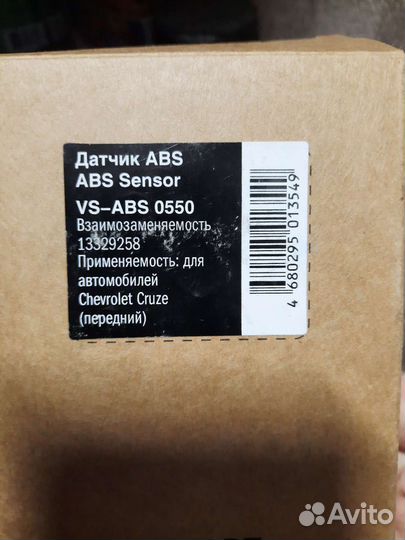 Датчик ABS
ABS Sensor
VS-ABS 0550
Взаимозаменяемость
13329258
Применяемость: для
автомобилей
Chevrolet Cruze
(передний)
4 680295 013549
Avito